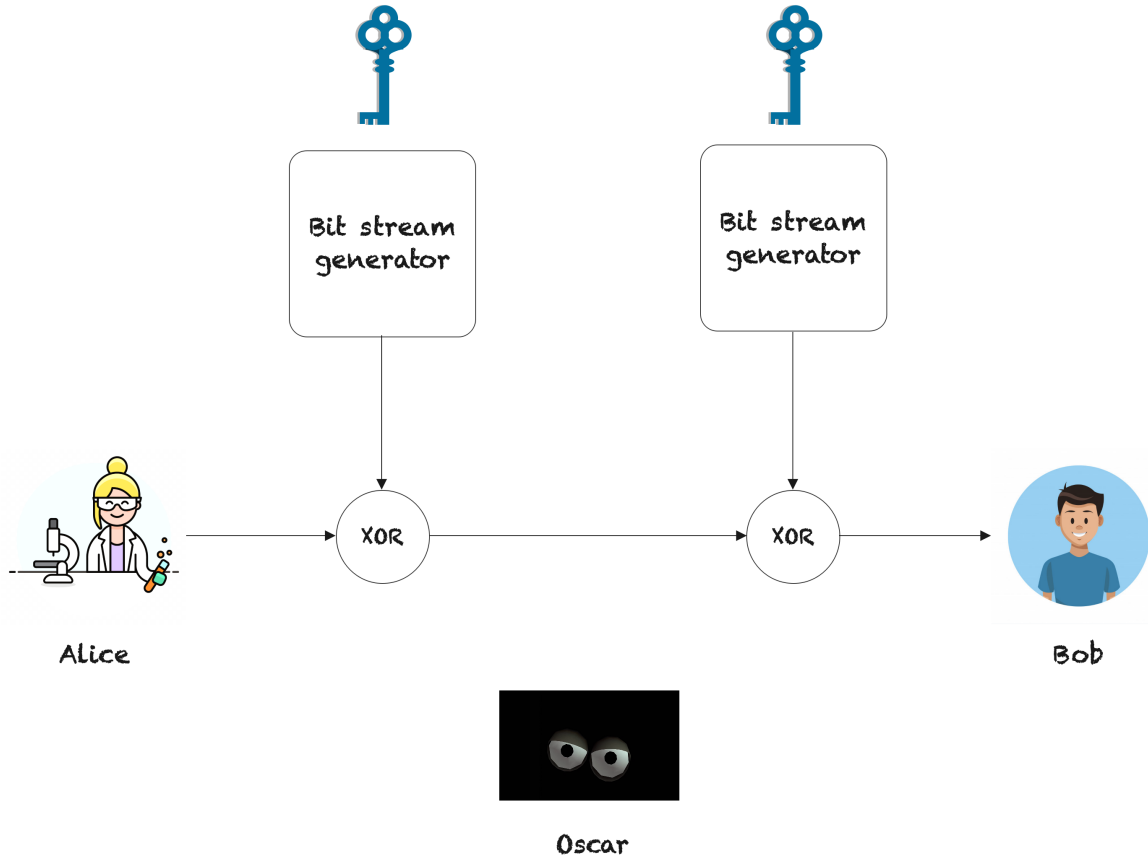 Bit stream
generator
Bit stream
generator
XOR
XOR
Alice
Bob
Oscar